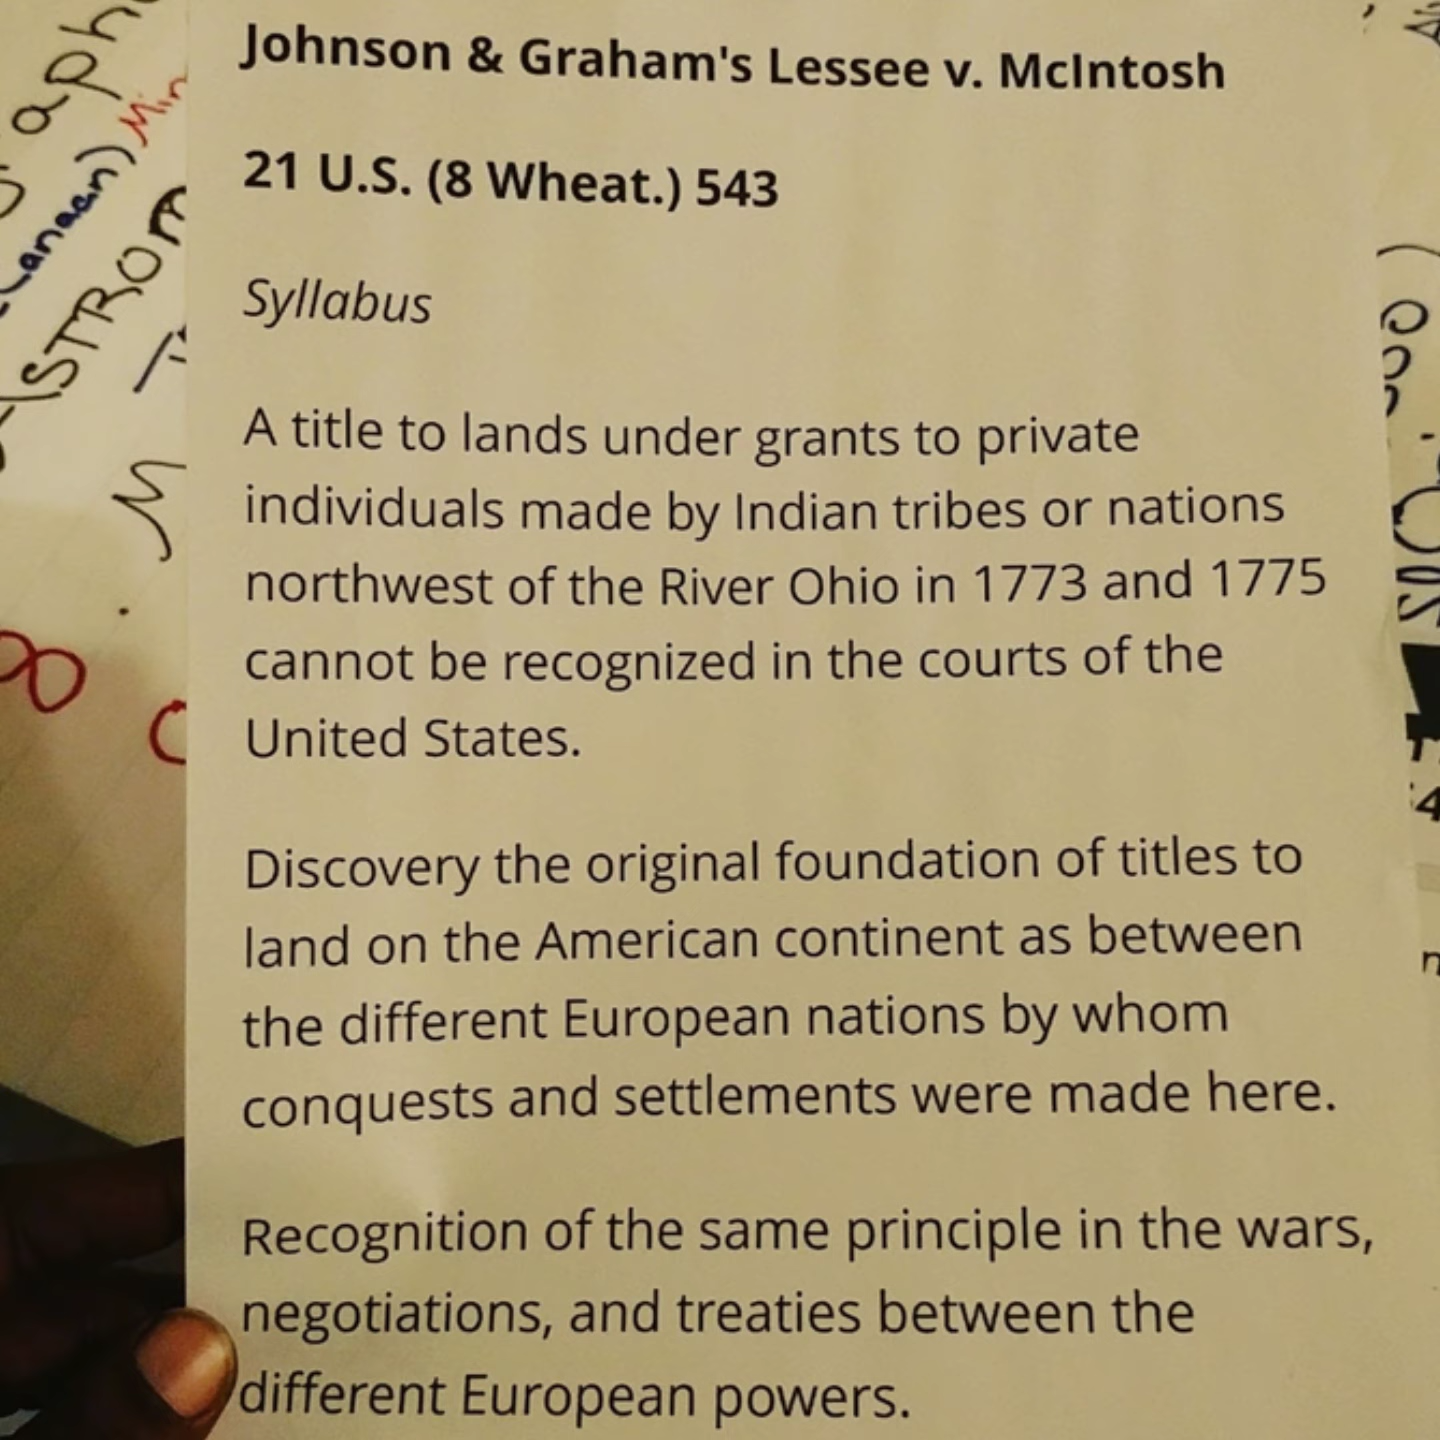 Johnson & Graham's Lessee v. McIntosh
21 U.S. (8 Wheat.) 543
Syllabus
A title to lands under grants to private
individuals made by Indian tribes or nations
northwest of the River Ohio in 1773 and 1775
cannot be recognized in the courts of the
United States.
Discovery the original foundation of titles to
land on the American continent as between
the different European nations by whom
conquests and settlements were made here.
Recognition of the same principle in the wars,
negotiations, and treaties between the
different European powers.
Canaan)